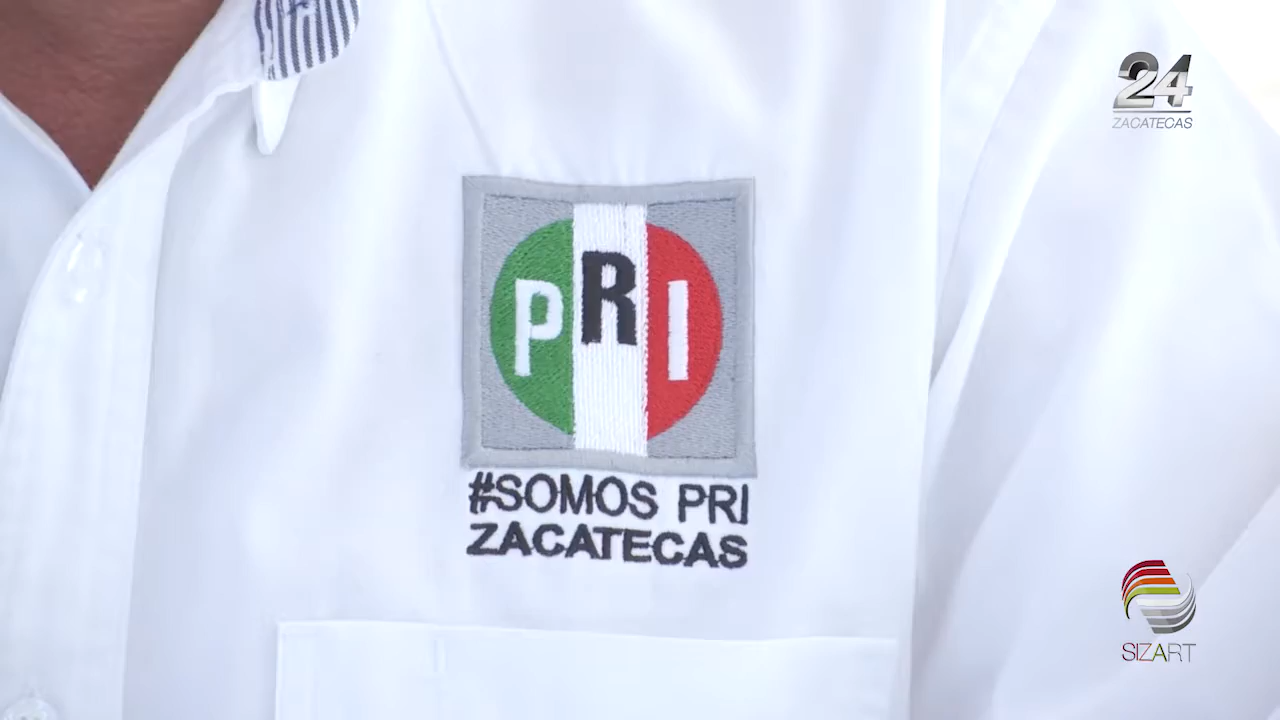 24
ZACATECAS
PRI
#SOMOS PRI
ZACATECAS
SIZART